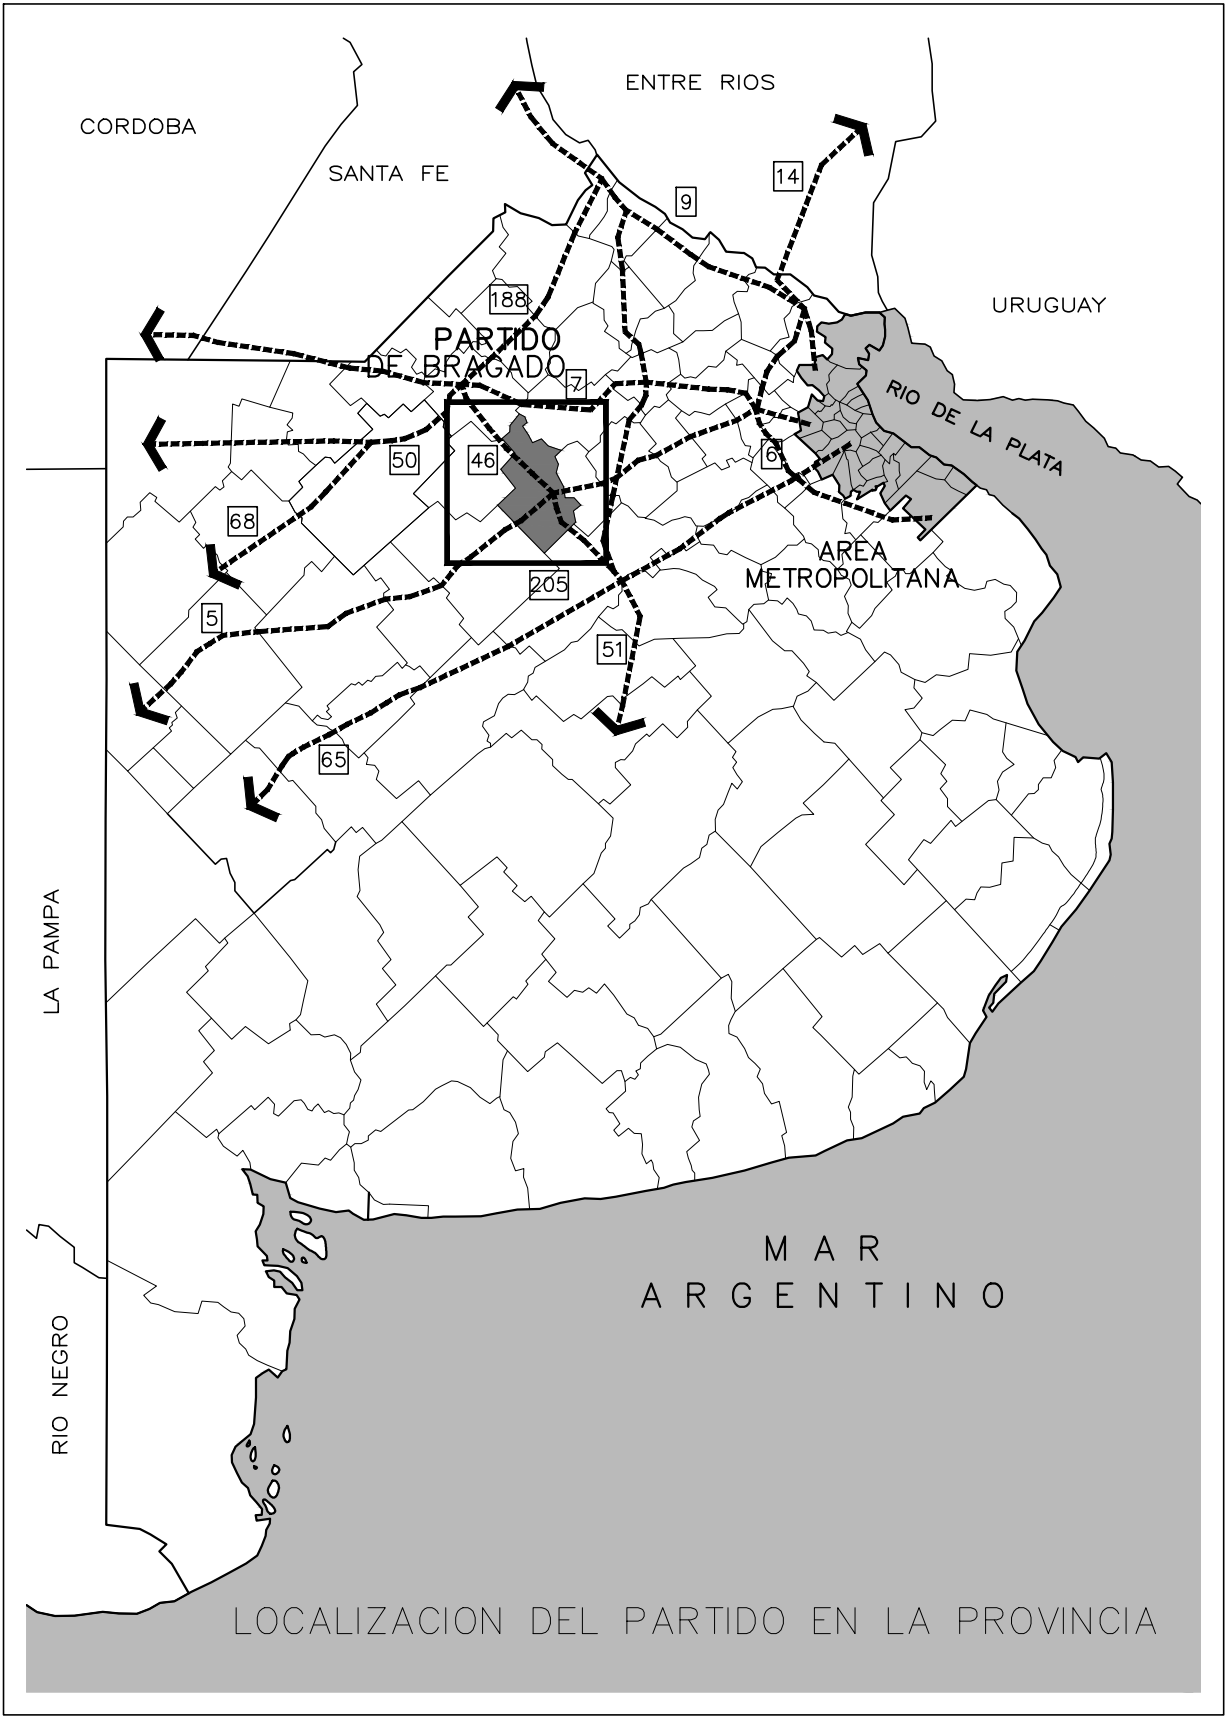 ENTRE RIOS
CORDOBA
SANTA FE
14
9
188
URUGUAY
PARTIDO
DE BRAGADO
7
RIO DE LA PLATA
50
46
6
68
AREA
METROPOLITANA
205
5
51
65
LA PAMPA
MAR
ARGENTINO
RIO NEGRO
LOCALIZACION DEL PARTIDO EN LA PROVINCIA